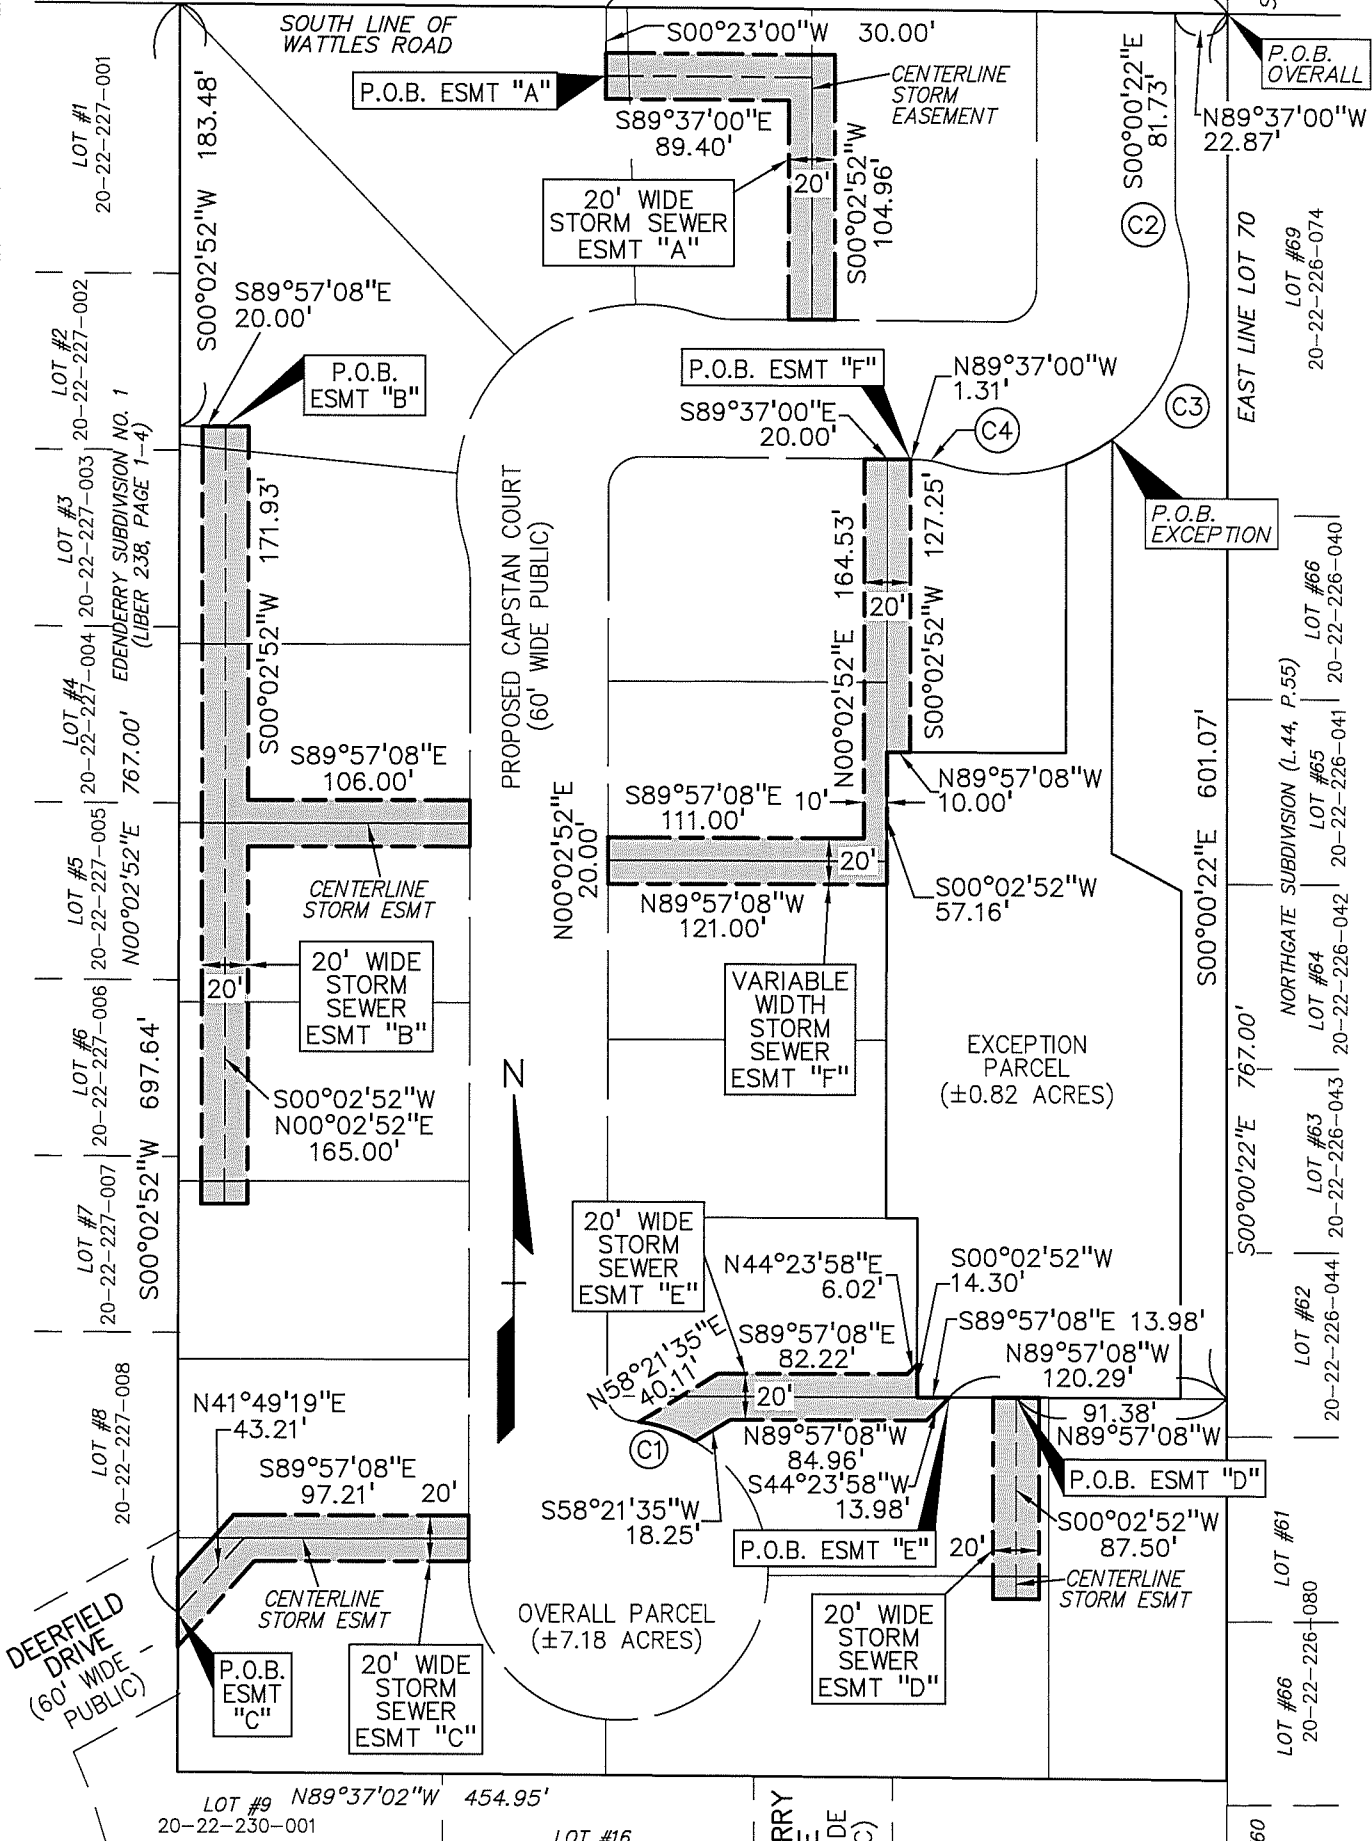 SOUTH LINE OF
WATTLES ROAD
S00°23'00"W 30.00'
P.O.B. ESMT "A"
CENTERLINE
STORM
EASEMENT
S89°37'00"E
89.40'
20'
S00°02'52"W
104.96'
20' WIDE
STORM SEWER
ESMT "A"
S00°00'22"E
81.73'
P.O.B.
OVERALL
N89°37'00"W
22.87'
C2
C3
EAST LINE LOT 70
LOT #69
20-22-226-074
LOT #1
20-22-227-001
S00°02'52"W 183.48'
S89°57'08"E
20.00'
P.O.B.
ESMT "B"
LOT #2
20-22-227-002
LOT #3
20-22-227-003
EDENDERRY SUBDIVISION NO. 1
(LIBER 238, PAGE 1-4)
S00°02'52"W 171.93'
P.O.B. ESMT "F"
N89°37'00"W
1.31'
S89°37'00"E
20.00'
C4
P.O.B.
EXCEPTION
PROPOSED CAPSTAN COURT
(60' WIDE PUBLIC)
N00°02'52"E 164.53'
20'
S00°02'52"W 127.25'
LOT #66
20-22-226-040
LOT #4
20-22-227-004
N00°02'52"E 767.00'
S89°57'08"E
106.00'
CENTERLINE
STORM ESMT
N00°02'52"E
20.00'
S89°57'08"E
111.00'
10'
20'
N89°57'08"W
10.00'
S00°02'52"W
57.16'
N89°57'08"W
121.00'
S00°00'22"E 601.07'
NORTHGATE SUBDIVISION (L.44, P.55)
LOT #65
20-22-226-041
LOT #64
20-22-226-042
LOT #5
20-22-227-005
20'
20' WIDE
STORM
SEWER
ESMT "B"
VARIABLE
WIDTH
STORM
SEWER
ESMT "F"
EXCEPTION
PARCEL
(±0.82 ACRES)
LOT #6
20-22-227-006
S00°02'52"W
N00°02'52"E
165.00'
N
S00°02'52"W 697.64'
S00°00'22"E 767.00'
LOT #63
20-22-226-043
LOT #7
20-22-227-007
20' WIDE
STORM
SEWER
ESMT "E"
N44°23'58"E
6.02'
S00°02'52"W
14.30'
S89°57'08"E 13.98'
S89°57'08"E
82.22'
N89°57'08"W
120.29'
LOT #62
20-22-226-044
N58°21'35"E
40.11'
20'
C1
91.38'
N89°57'08"W
N89°57'08"W
84.96'
S44°23'58"W
13.98'
P.O.B. ESMT "D"
S58°21'35"W
18.25'
P.O.B. ESMT "E"
20'
S00°02'52"W
87.50'
CENTERLINE
STORM ESMT
LOT #61
LOT #8
20-22-227-008
N41°49'19"E
43.21'
S89°57'08"E
97.21'
20'
CENTERLINE
STORM ESMT
OVERALL PARCEL
(±7.18 ACRES)
20' WIDE
STORM
SEWER
ESMT "D"
20-22-226-080
LOT #66
DEERFIELD
DRIVE
(60' WIDE
PUBLIC)
P.O.B.
ESMT
"C"
20' WIDE
STORM
SEWER
ESMT "C"
N89°37'02"W 454.95'
LOT #9
20-22-230-001
LOT #16
RRY
DE
60